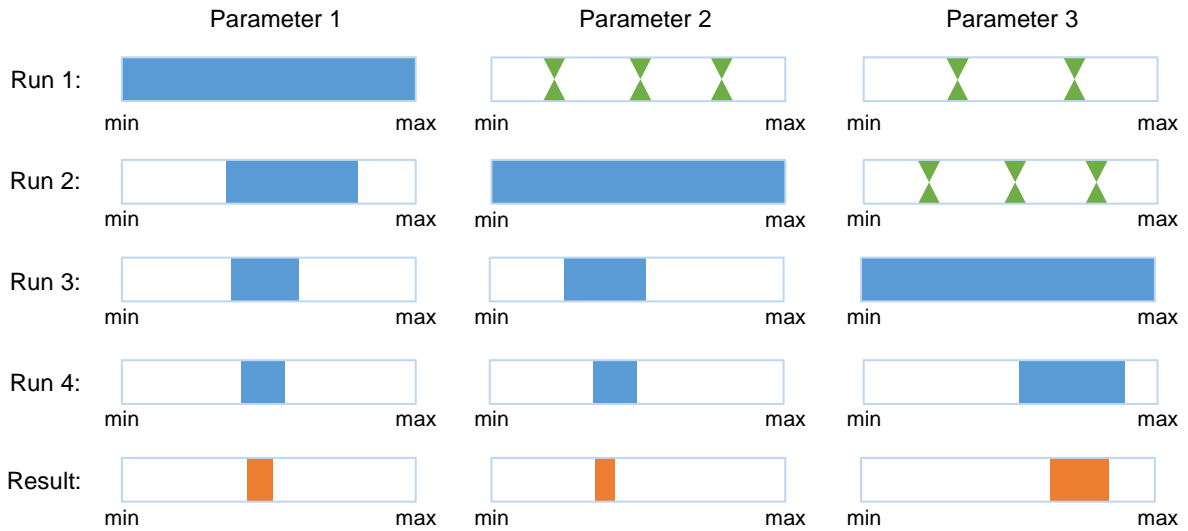 Parameter 1 Parameter 2 Parameter 3
Run 1:
min max min max min max
Run 2:
min max min max min max
Run 3:
min max min max min max
Run 4:
min max min max min max
Result:
min max min max min max